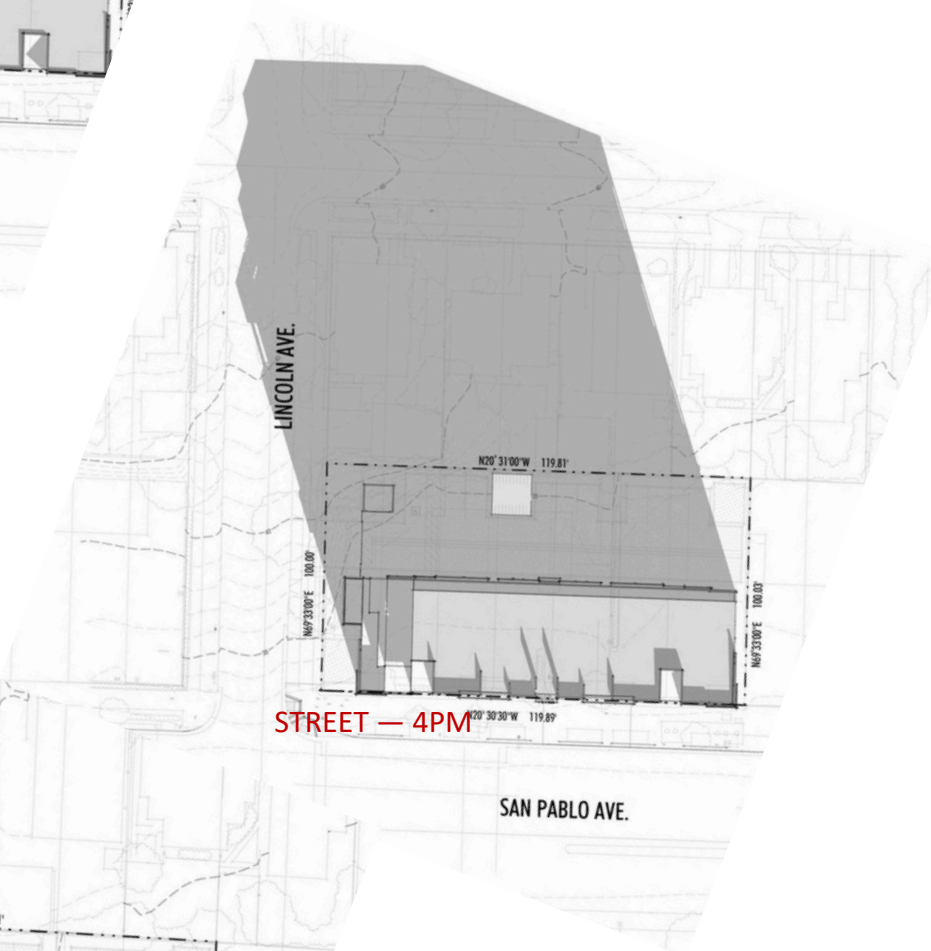 LINCOLN AVE.
N20° 31'00"W 119.81'
N69°33'00"E 100.00'
N69°33'00"E 100.03'
STREET — 4PM
N20° 30'30"W 119.89'
SAN PABLO AVE.